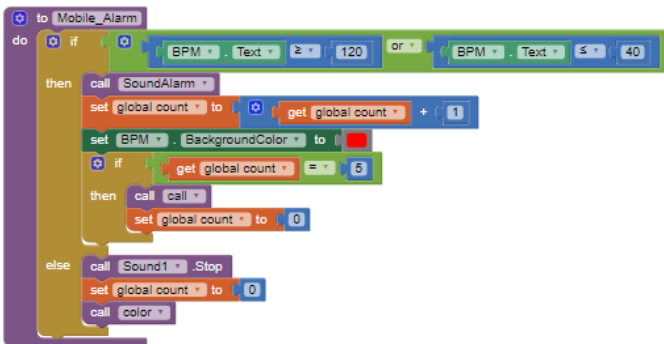 to Mobile_Alarm
do if BPM . Text ≥ 120 or BPM . Text ≤ 40
then call SoundAlarm
set global count to get global count + 1
set BPM . BackgroundColor to
if get global count = 5
then call call
set global count to 0
else call Sound1 .Stop
set global count to 0
call color